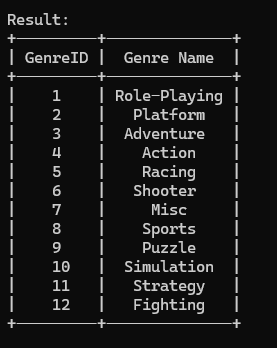 Result:
+---------+--------------+
| GenreID |  Genre Name  |
+---------+--------------+
|    1    | Role-Playing |
|    2    |   Platform   |
|    3    |  Adventure   |
|    4    |    Action    |
|    5    |    Racing    |
|    6    |   Shooter    |
|    7    |     Misc     |
|    8    |    Sports    |
|    9    |    Puzzle    |
|    10   |  Simulation  |
|    11   |   Strategy   |
|    12   |   Fighting   |
+---------+--------------+